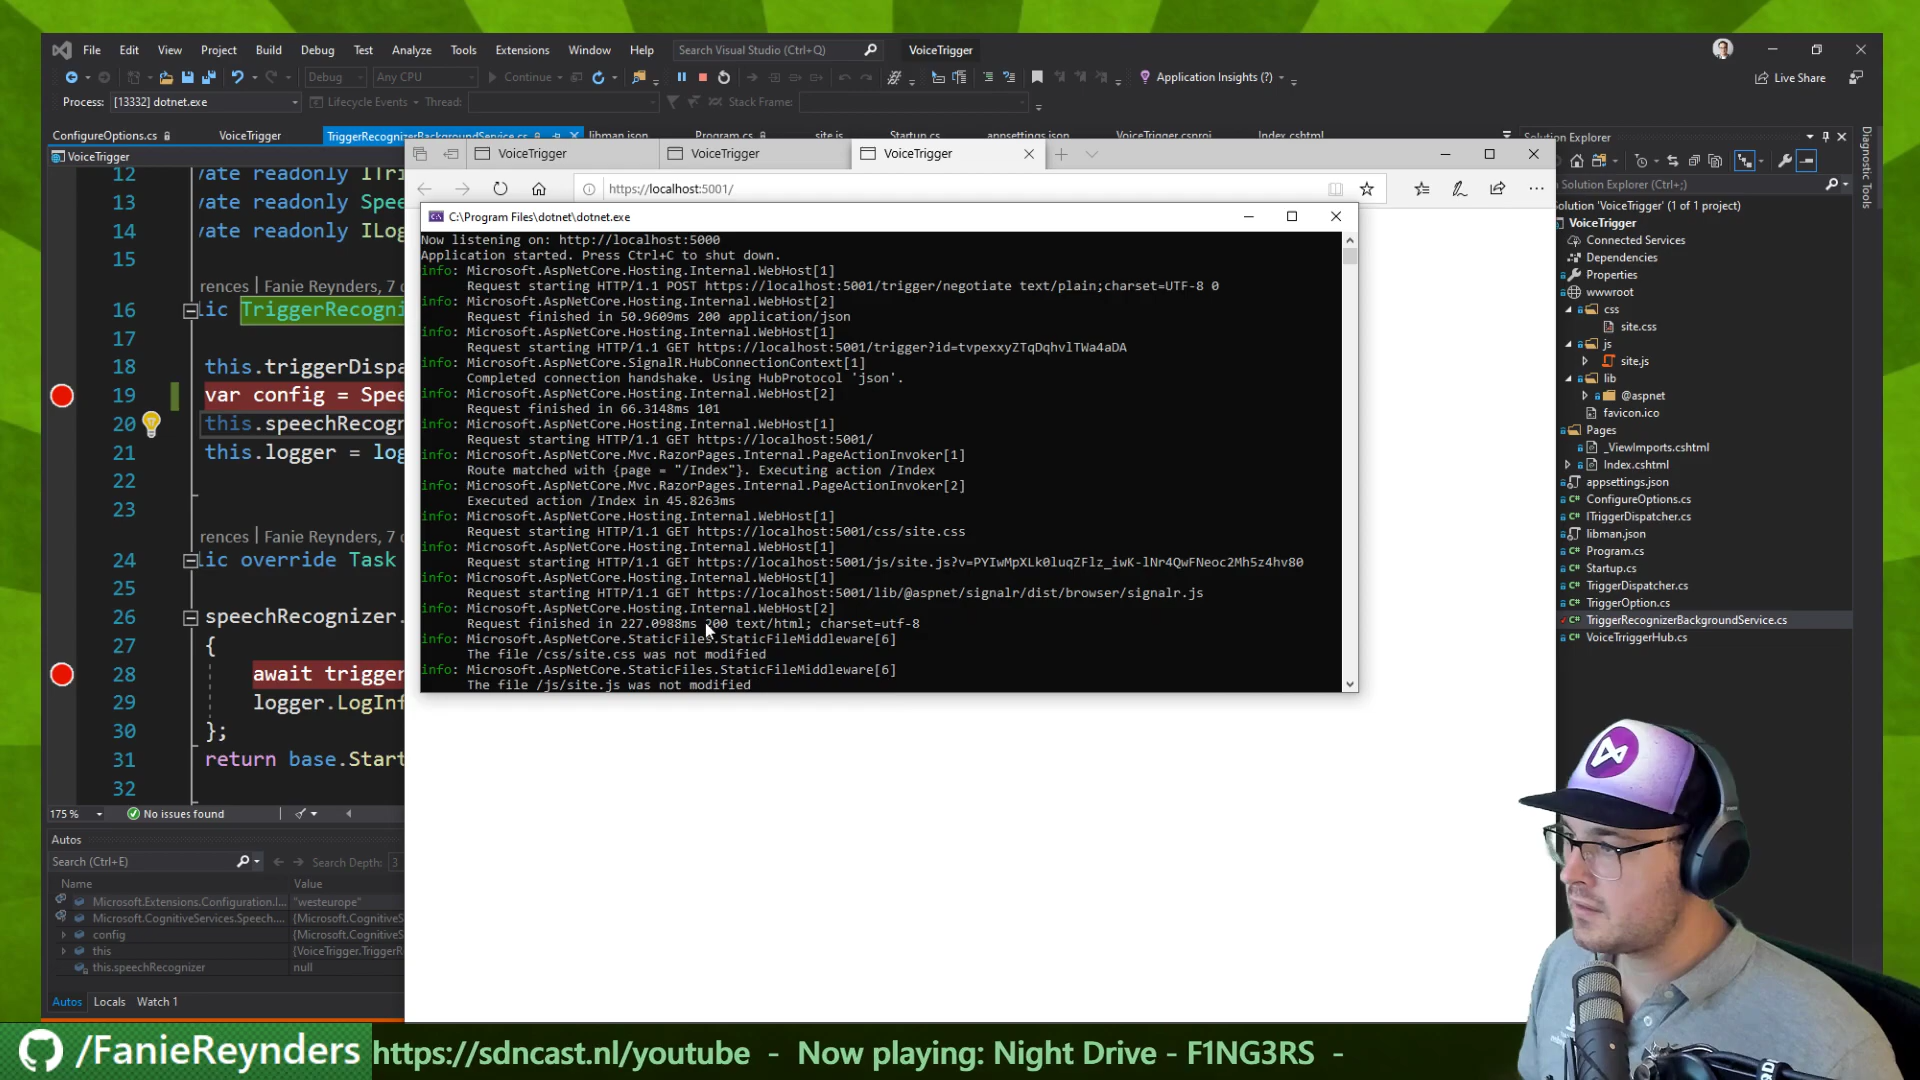 File Edit View Project Build Debug Test Analyze Tools Extensions Window Help Search Visual Studio (Ctrl+Q) VoiceTrigger
Debug Any CPU Continue Application Insights (?) Live Share
Process: [13332] dotnet.exe Lifecycle Events Thread: Stack Frame:
ConfigureOptions.cs VoiceTrigger TriggerRecognizerBackgroundService.cs libman.json Program.cs site.js Startup.cs appsettings.json VoiceTrigger.csproj Index.cshtml
VoiceTrigger
VoiceTrigger VoiceTrigger VoiceTrigger
https://localhost:5001/
C:\Program Files\dotnet\dotnet.exe
Now listening on: http://localhost:5000
Application started. Press Ctrl+C to shut down.
info: Microsoft.AspNetCore.Hosting.Internal.WebHost[1]
Request starting HTTP/1.1 POST https://localhost:5001/trigger/negotiate text/plain;charset=UTF-8 0
info: Microsoft.AspNetCore.Hosting.Internal.WebHost[2]
Request finished in 50.9609ms 200 application/json
info: Microsoft.AspNetCore.Hosting.Internal.WebHost[1]
Request starting HTTP/1.1 GET https://localhost:5001/trigger?id=tvpexxyZTqDqhvlTWa4aDA
info: Microsoft.AspNetCore.SignalR.HubConnectionContext[1]
Completed connection handshake. Using HubProtocol 'json'.
info: Microsoft.AspNetCore.Hosting.Internal.WebHost[2]
Request finished in 66.3148ms 101
info: Microsoft.AspNetCore.Hosting.Internal.WebHost[1]
Request starting HTTP/1.1 GET https://localhost:5001/
info: Microsoft.AspNetCore.Mvc.RazorPages.Internal.PageActionInvoker[1]
Route matched with {page = "/Index"}. Executing action /Index
info: Microsoft.AspNetCore.Mvc.RazorPages.Internal.PageActionInvoker[2]
Executed action /Index in 45.8263ms
info: Microsoft.AspNetCore.Hosting.Internal.WebHost[1]
Request starting HTTP/1.1 GET https://localhost:5001/css/site.css
info: Microsoft.AspNetCore.Hosting.Internal.WebHost[1]
Request starting HTTP/1.1 GET https://localhost:5001/js/site.js?v=PYIwMpXLk0luqZFlz_iwK-lNr4QwFNeoc2Mh5z4hv80
info: Microsoft.AspNetCore.Hosting.Internal.WebHost[1]
Request starting HTTP/1.1 GET https://localhost:5001/lib/@aspnet/signalr/dist/browser/signalr.js
info: Microsoft.AspNetCore.Hosting.Internal.WebHost[2]
Request finished in 227.0988ms 200 text/html; charset=utf-8
info: Microsoft.AspNetCore.StaticFiles.StaticFileMiddleware[6]
The file /css/site.css was not modified
info: Microsoft.AspNetCore.StaticFiles.StaticFileMiddleware[6]
The file /js/site.js was not modified
12 vate readonly ITri
13 vate readonly Spee
14 vate readonly ILog
15
rences | Fanie Reynders, 7 d
16 lic TriggerRecogni
17
18 this.triggerDispa
19 var config = Spee
20 this.speechRecogn
21 this.logger = log
22
23
rences | Fanie Reynders, 7 d
24 lic override Task
25
26 speechRecognizer.
27 {
28 await trigger
29 logger.LogInf
30 };
31 return base.Start
32
175 % No issues found
Autos
Search (Ctrl+E) Search Depth: 3
Name Value
Microsoft.Extensions.Configuration.I... "westeurope"
Microsoft.CognitiveServices.Speech.... {Microsoft.CognitiveS
config {Microsoft.CognitiveS
this {VoiceTrigger.TriggerR
this.speechRecognizer null
Autos Locals Watch 1
Solution Explorer
Solution Explorer (Ctrl+;)
Solution 'VoiceTrigger' (1 of 1 project)
VoiceTrigger
Connected Services
Dependencies
Properties
wwwroot
css
site.css
js
site.js
lib
@aspnet
favicon.ico
Pages
_ViewImports.cshtml
Index.cshtml
appsettings.json
ConfigureOptions.cs
ITriggerDispatcher.cs
libman.json
Program.cs
Startup.cs
TriggerDispatcher.cs
TriggerOption.cs
TriggerRecognizerBackgroundService.cs
VoiceTrriggerHub.cs
Diagnostic Tools
/FanieReynders https://sdncast.nl/youtube - Now playing: Night Drive - F1NG3RS -